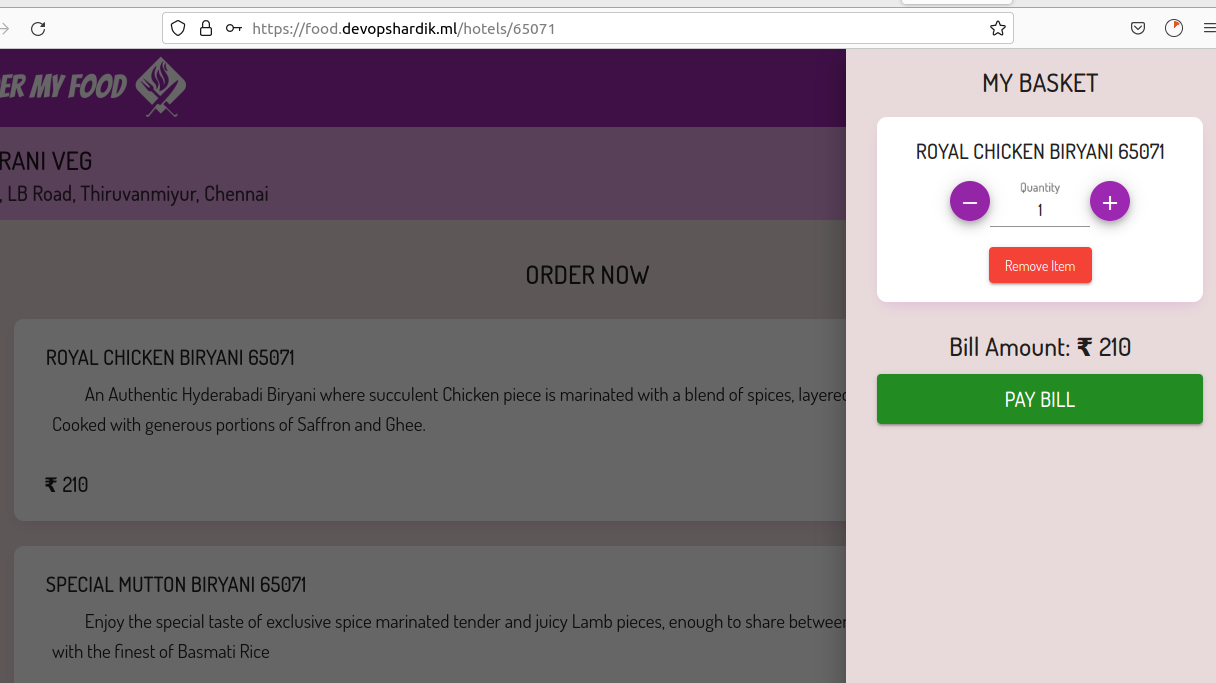 https://food.devopshardik.ml/hotels/65071
ER MY FOOD
RANI VEG
, LB Road, Thiruvanmiyur, Chennai
ORDER NOW
ROYAL CHICKEN BIRYANI 65071
An Authentic Hyderabadi Biryani where succulent Chicken piece is marinated with a blend of spices, layered
Cooked with generous portions of Saffron and Ghee.
₹ 210
SPECIAL MUTTON BIRYANI 65071
Enjoy the special taste of exclusive spice marinated tender and juicy Lamb pieces, enough to share between
with the finest of Basmati Rice
MY BASKET
ROYAL CHICKEN BIRYANI 65071
Quantity
− 1 +
Remove Item
Bill Amount: ₹ 210
PAY BILL